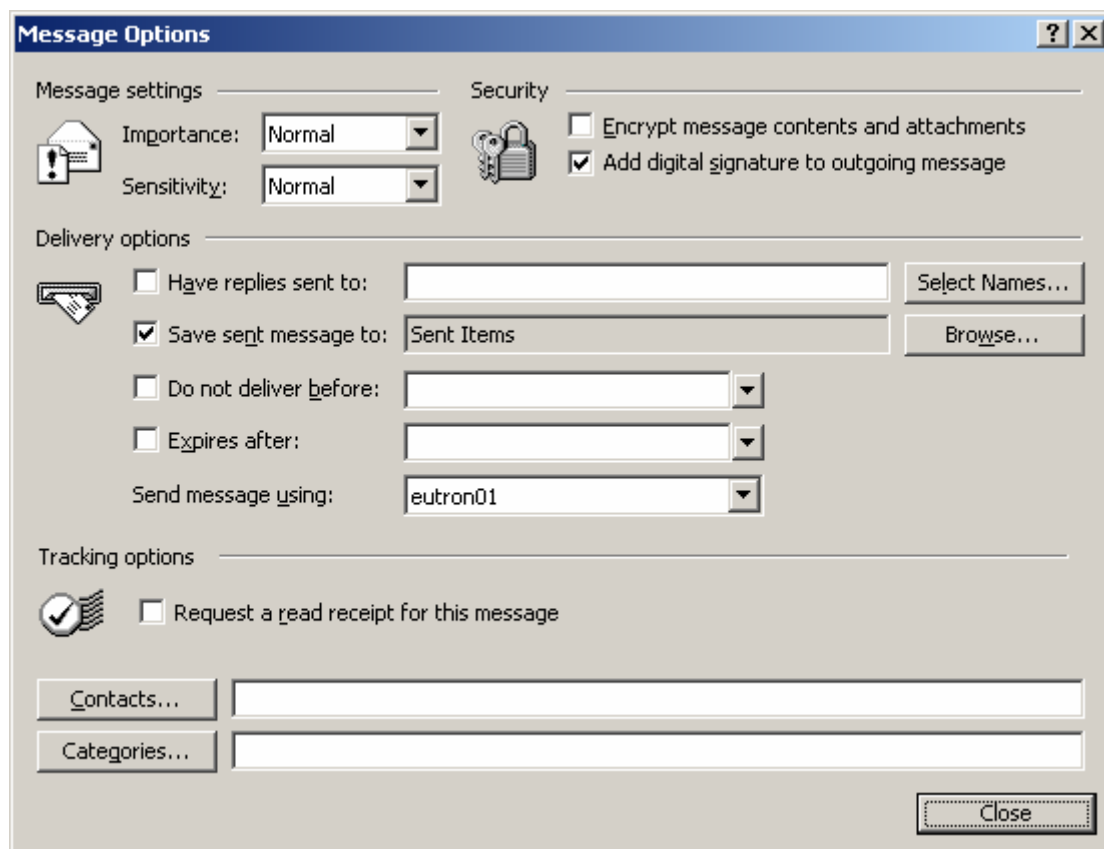 Message Options
Message settings
Security
Importance: Normal
Encrypt message contents and attachments
Sensitivity: Normal
Add digital signature to outgoing message
Delivery options
Have replies sent to: Select Names...
Save sent message to: Sent Items Browse...
Do not deliver before:
Expires after:
Send message using: eutron01
Tracking options
Request a read receipt for this message
Contacts...
Categories...
Close